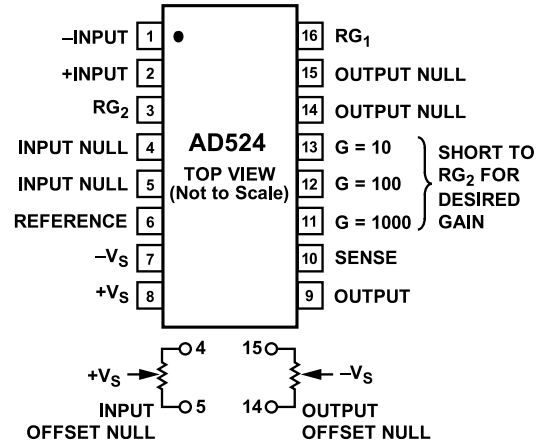 –INPUT 1
+INPUT 2
RG2 3
INPUT NULL 4
INPUT NULL 5
REFERENCE 6
–VS 7
+VS 8
AD524
TOP VIEW
(Not to Scale)
16 RG1
15 OUTPUT NULL
14 OUTPUT NULL
13 G = 10
12 G = 100
11 G = 1000
10 SENSE
9 OUTPUT
SHORT TO
RG2 FOR
DESIRED
GAIN
+VS
4
5
INPUT
OFFSET NULL
15
14
–VS
OUTPUT
OFFSET NULL